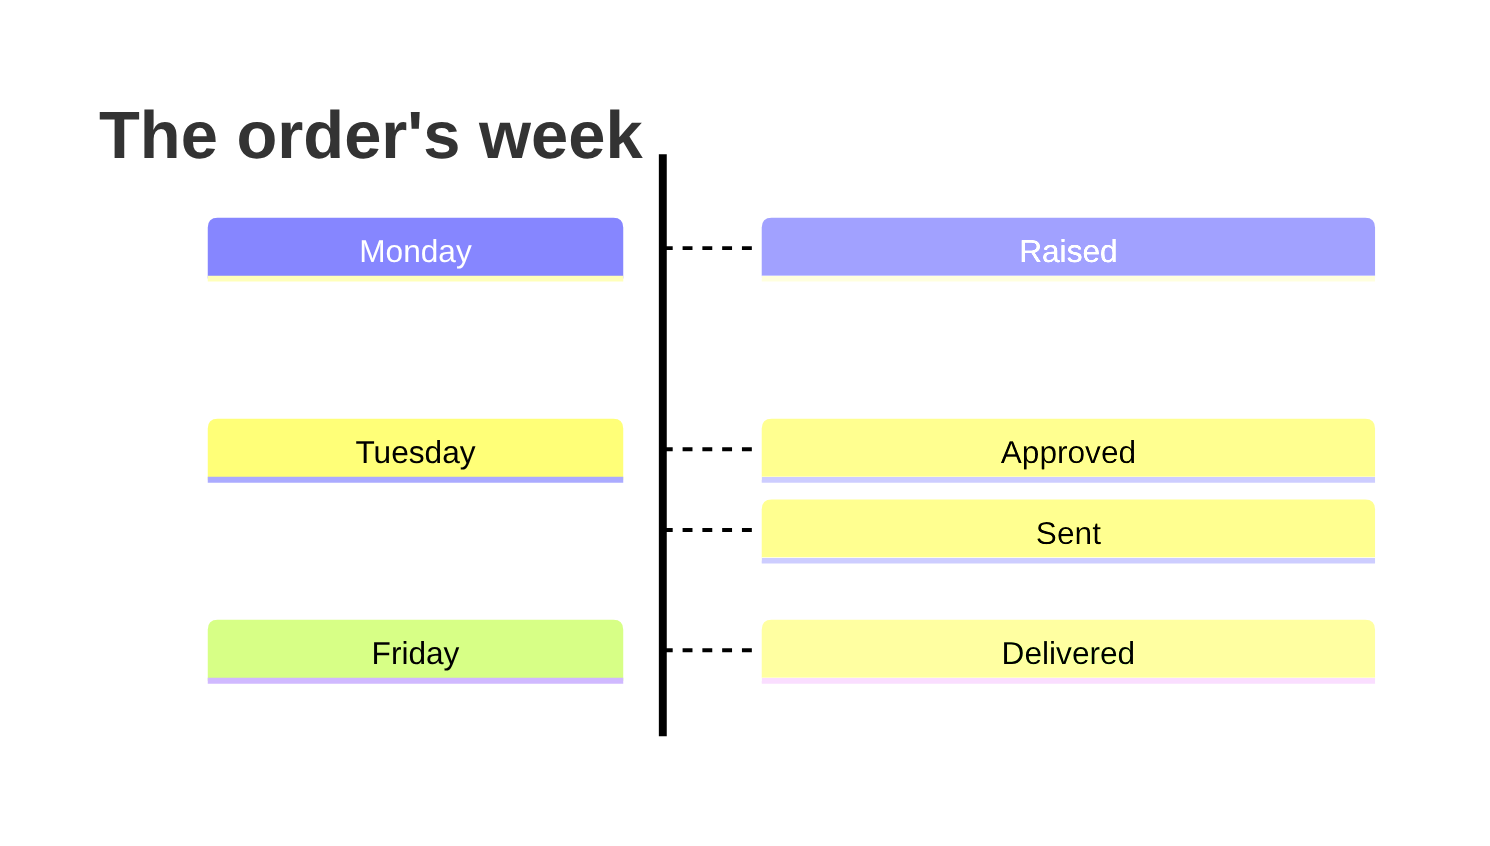 The order's week
Monday
Raised
Tuesday
Approved
Sent
Friday
Delivered